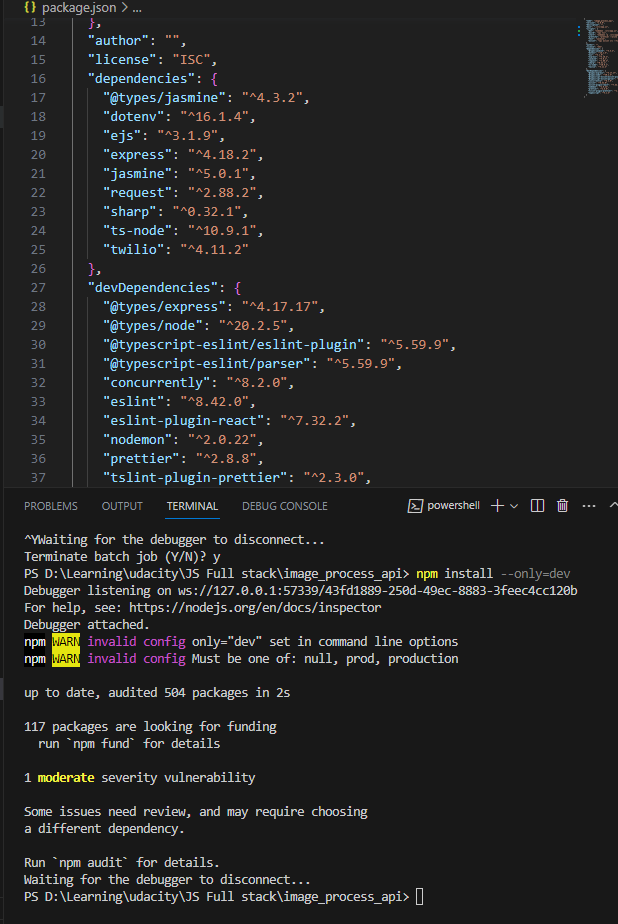 {} package.json > ...
13 },
14 "author": "",
15 "license": "ISC",
16 "dependencies": {
17 "@types/jasmine": "^4.3.2",
18 "dotenv": "^16.1.4",
19 "ejs": "^3.1.9",
20 "express": "^4.18.2",
21 "jasmine": "^5.0.1",
22 "request": "^2.88.2",
23 "sharp": "^0.32.1",
24 "ts-node": "^10.9.1",
25 "twilio": "^4.11.2"
26 },
27 "devDependencies": {
28 "@types/express": "^4.17.17",
29 "@types/node": "^20.2.5",
30 "@typescript-eslint/eslint-plugin": "^5.59.9",
31 "@typescript-eslint/parser": "^5.59.9",
32 "concurrently": "^8.2.0",
33 "eslint": "^8.42.0",
34 "eslint-plugin-react": "^7.32.2",
35 "nodemon": "^2.0.22",
36 "prettier": "^2.8.8",
37 "tslint-plugin-prettier": "^2.3.0",
PROBLEMS OUTPUT TERMINAL DEBUG CONSOLE powershell
^YWaiting for the debugger to disconnect...
Terminate batch job (Y/N)? y
PS D:\Learning\udacity\JS Full stack\image_process_api> npm install --only=dev
Debugger listening on ws://127.0.0.1:57339/43fd1889-250d-49ec-8883-3feec4cc120b
For help, see: https://nodejs.org/en/docs/inspector
Debugger attached.
npm WARN invalid config only="dev" set in command line options
npm WARN invalid config Must be one of: null, prod, production
up to date, audited 504 packages in 2s
117 packages are looking for funding
run `npm fund` for details
1 moderate severity vulnerability
Some issues need review, and may require choosing
a different dependency.
Run `npm audit` for details.
Waiting for the debugger to disconnect...
PS D:\Learning\udacity\JS Full stack\image_process_api>